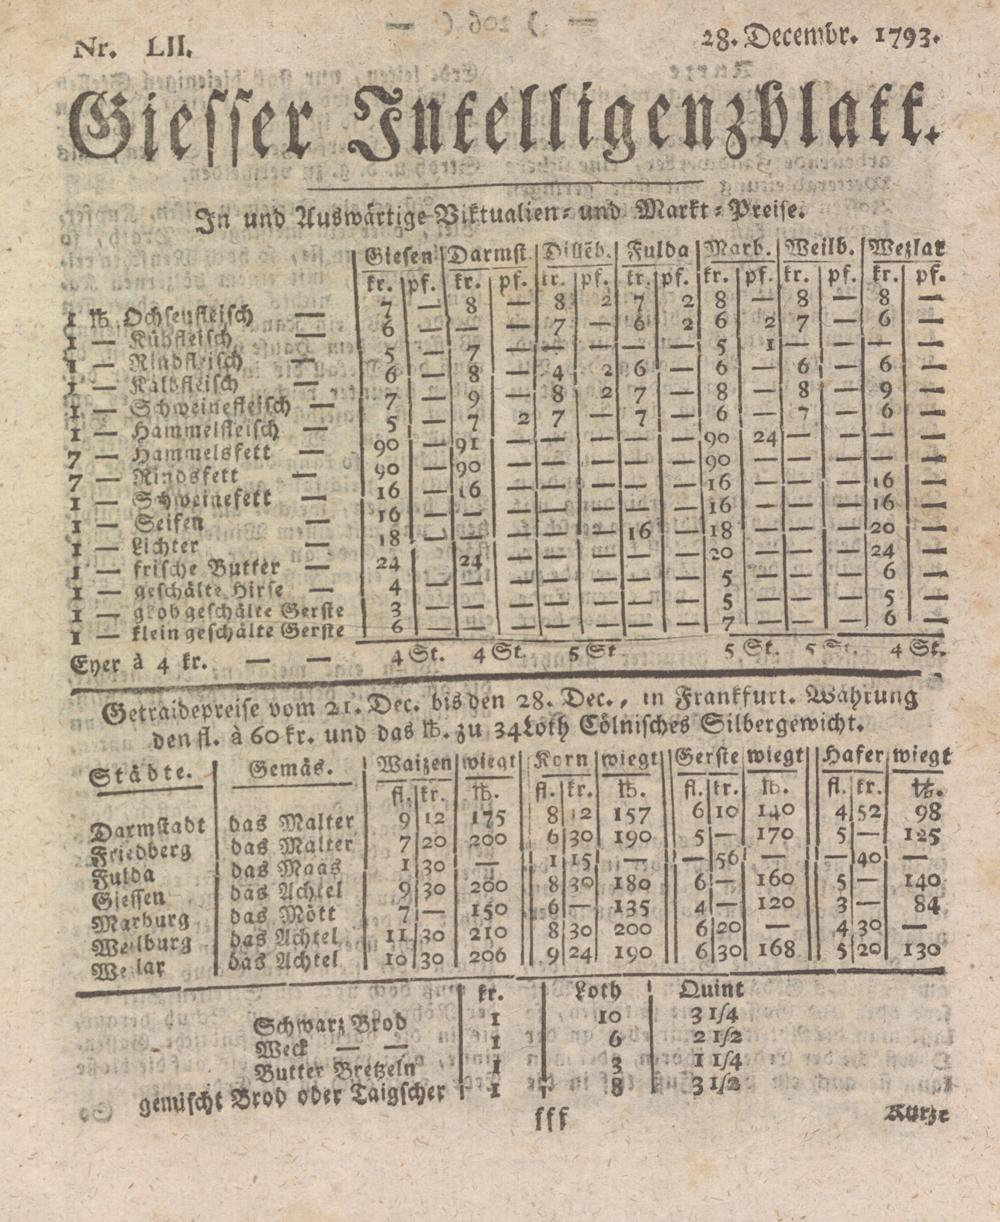 Nr. LII.
28. Decembr. 1793.
Giesser Intelligenzblatt.
In und Auswärtige Viktualien- und Markt-Preise.
Giesen Darmst. Dillēb. Fulda Marb. Weilb. Wezlar
kr. pf. kr. pf. kr. pf. kr. pf. kr. pf. kr. pf. kr. pf.
1 ℔. Ochsenfleisch — 7 — 8 — 8 2 7 2 8 — 8 — 8 —
1 — Kühfleisch — 6 — — — 7 — 6 2 6 2 7 — 6 —
1 — Rindfleisch — 5 — 7 — — — — — 5 1 — — — —
1 — Kalbfleisch — 6 — 8 — 4 2 6 — 6 — 6 — 6 —
1 — Schweinefleisch — 7 — 9 — 8 2 7 — 8 — 8 — 9 —
1 — Hammelfleisch — 5 — 7 2 7 — 7 — 6 — 7 — 6 —
7 — Hammelsfett — 90 — 91 — — — — — 90 24 — — — —
7 — Rindsfett — 90 — 90 — — — — — 90 — — — — —
1 — Schweinefett — 16 — 16 — — — — — 16 — — — 16 —
1 — Seifen — 16 — — — — — — — 16 — — — 16 —
1 — Lichter — 18 — — — — — 16 — 18 — — — 20 —
1 — frische Butter — 24 — 24 — — — — — 20 — — — 24 —
1 — geschälte Hirse — 4 — — — — — — — 5 — — — 6 —
1 — grob geschälte Gerste 3 — — — — — — — 5 — — — 5 —
1 — klein geschälte Gerste 6 — — — — — — — 7 — — — 6 —
Eyer à 4 kr. — — 4 St. 4 St. 5 St. 5 St. 5 St. 4 St.
Getraidepreise vom 21. Dec. bis den 28. Dec., in Frankfurt. Währung
den fl. à 60 kr. und das ℔. zu 34 Loth Cölnisches Silbergewicht.
Städte. Gemäs. Waizen wiegt Korn wiegt Gerste wiegt Hafer wiegt
fl. kr. ℔. fl. kr. ℔. fl. kr. ℔. fl. kr. ℔.
Darmstadt das Malter 9 12 175 8 12 157 6 10 140 4 52 98
Friedberg das Malter 7 20 200 6 30 190 5 — 170 5 — 125
Fulda das Maas 1 30 — 1 15 — — 56 — — 40 —
Giessen das Achtel 9 30 200 8 30 180 6 — 160 5 — 140
Marburg das Mött 7 — 150 6 — 135 4 — 120 3 — 84
Weilburg das Achtel 11 30 210 8 30 200 6 20 — 4 30 —
Wezlar das Achtel 10 30 206 9 24 190 6 30 168 5 20 130
kr. Loth Quint
Schwarz Brod 1 10 3 1/4
Weck — — 1 6 2 1/2
Butter Bretzeln 1 3 1 1/4
gemischt Brod oder Taigscher 1 8 3 1/2
fff
Kurze